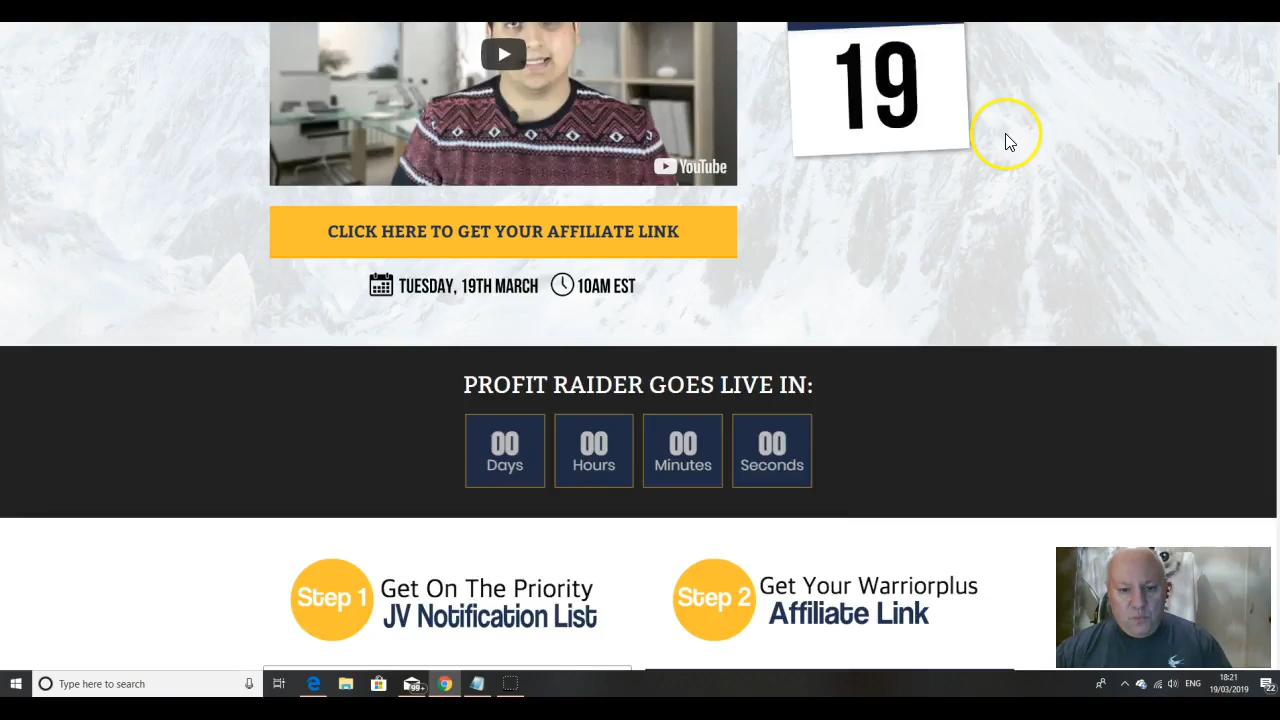 19
YouTube
CLICK HERE TO GET YOUR AFFILIATE LINK
TUESDAY, 19TH MARCH 10AM EST
PROFIT RAIDER GOES LIVE IN:
00 00 00 00
Days Hours Minutes Seconds
Step 1 Get On The Priority
JV Notification List
Step 2 Get Your Warriorplus
Affiliate Link
Type here to search
99+
ENG
18:21
19/03/2019
22